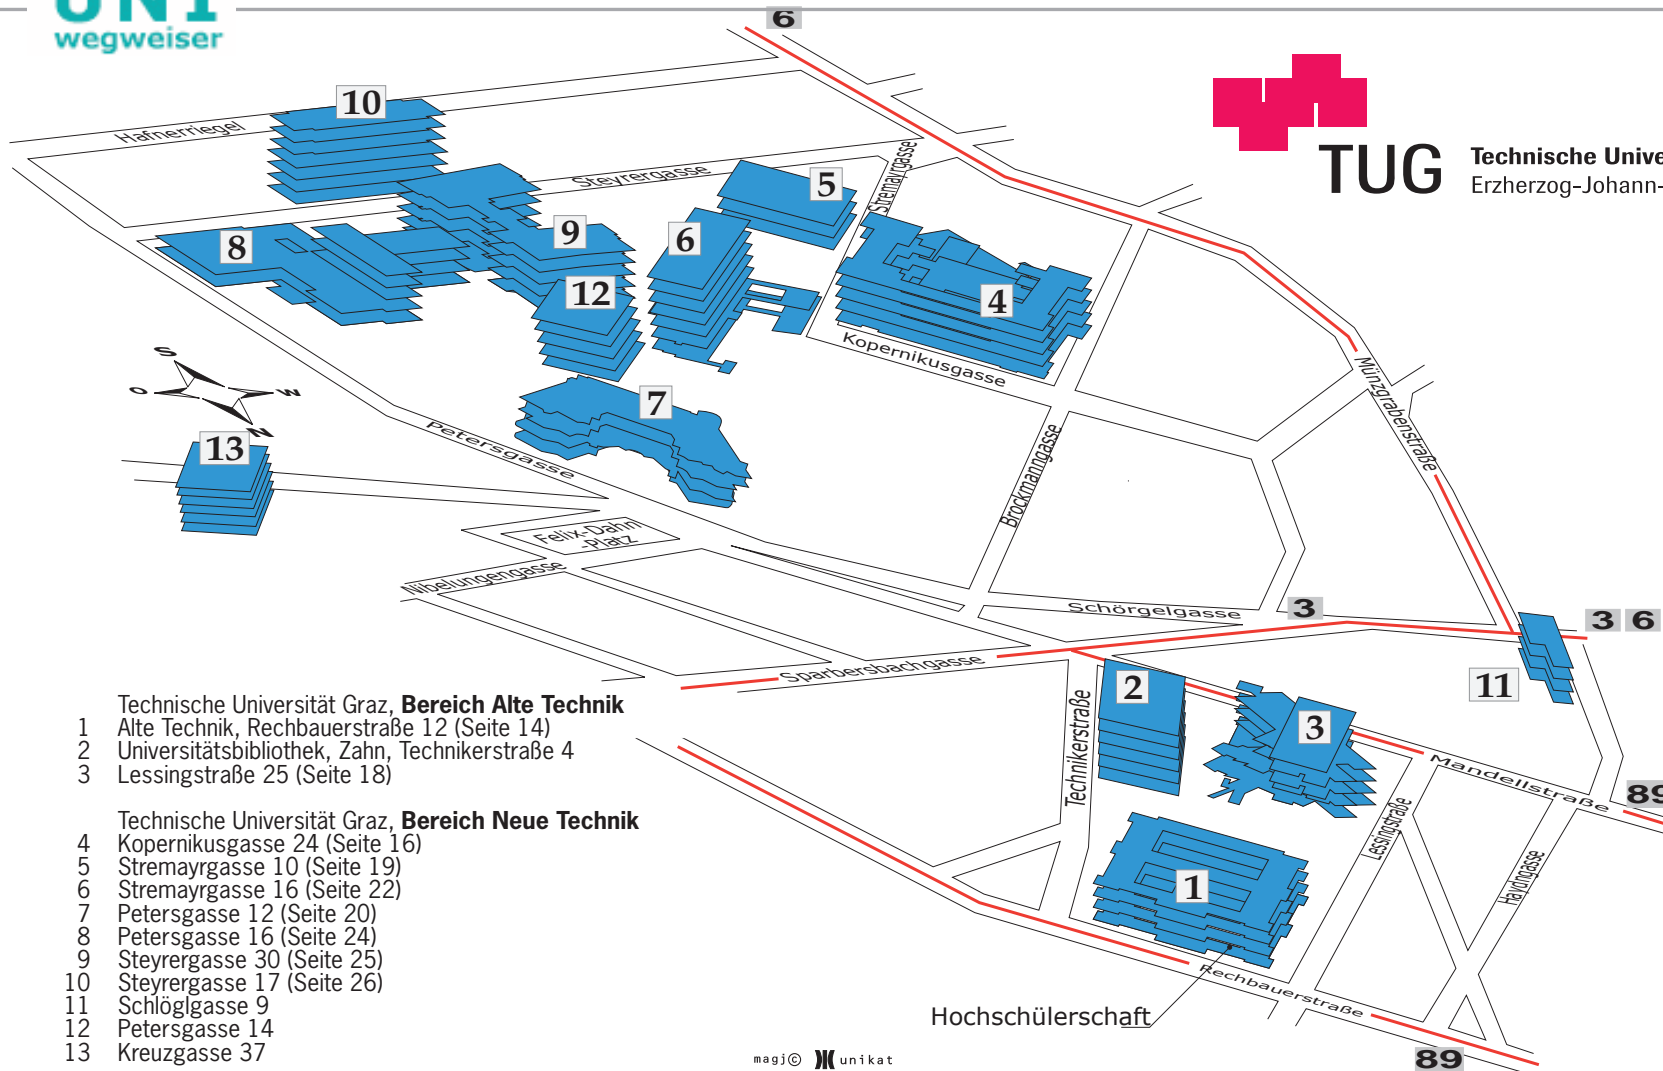 UNI
wegweiser
6
TUG
Technische Unive
Erzherzog-Johann-
10
Hafnerriegel
Steyrergasse
Stremayrgasse
5
9
6
8
12
4
Kopernikusgasse
S
O
W
N
13
7
Petersgasse
Münzgrabenstraße
Brockmanngasse
Felix-Dahn
-Platz
Nibelungengasse
Schörgelgasse
3
3 6
Sparbersbachgasse
11
2
3
Technikerstraße
Mandellstraße
89
Lessingstraße
Haydngasse
1
Rechbauerstraße
Hochschülerschaft
89
Technische Universität Graz, Bereich Alte Technik
1 Alte Technik, Rechbauerstraße 12 (Seite 14)
2 Universitätsbibliothek, Zahn, Technikerstraße 4
3 Lessingstraße 25 (Seite 18)
Technische Universität Graz, Bereich Neue Technik
4 Kopernikusgasse 24 (Seite 16)
5 Stremayrgasse 10 (Seite 19)
6 Stremayrgasse 16 (Seite 22)
7 Petersgasse 12 (Seite 20)
8 Petersgasse 16 (Seite 24)
9 Steyrergasse 30 (Seite 25)
10 Steyrergasse 17 (Seite 26)
11 Schlöglgasse 9
12 Petersgasse 14
13 Kreuzgasse 37
magj© unikat